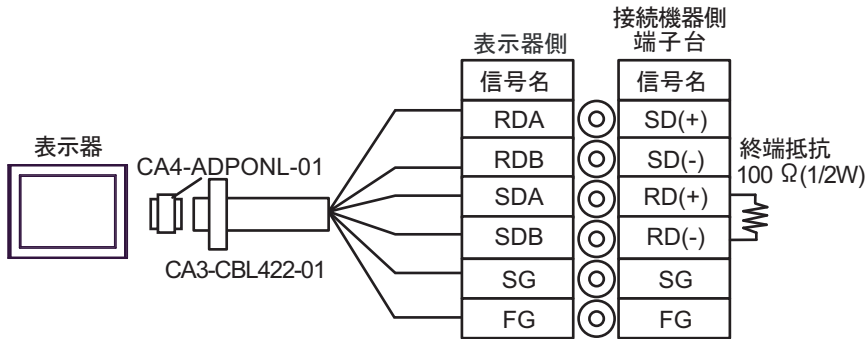 表示器
CA4-ADPONL-01
CA3-CBL422-01
表示器側
信号名
RDA
RDB
SDA
SDB
SG
FG
接続機器側
端子台
信号名
SD(+)
SD(-)
RD(+)
RD(-)
SG
FG
終端抵抗
100 Ω(1/2W)